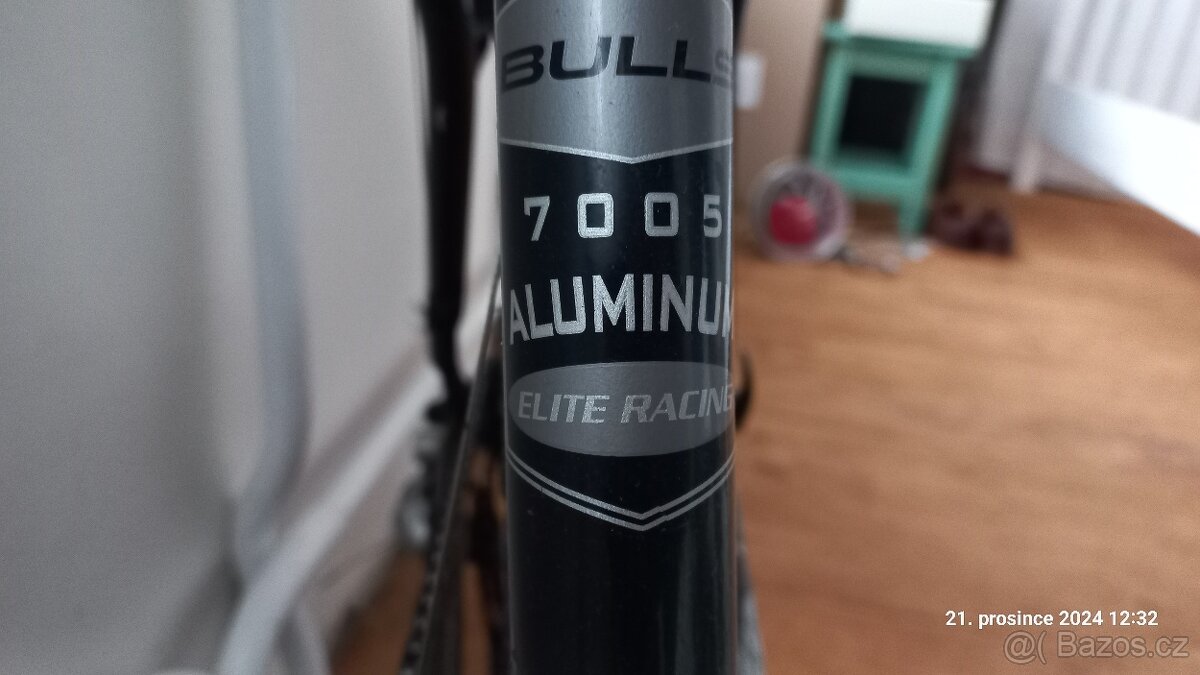 BULLS
7005
ALUMINUM
ELITE RACING
21. prosince 2024 12:32
@( Bazos.cz